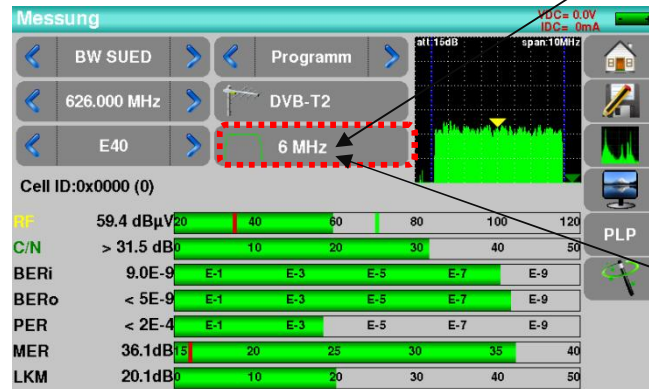 Messung
VDC= 0.0V
IDC= 0mA
BW SUED
Programm
att:15dB span:10MHz
626.000 MHz
DVB-T2
E40
6 MHz
Cell ID:0x0000 (0)
PLP
RF 59.4 dBµV 20 40 60 80 100 120
C/N > 31.5 dB 0 10 20 30 40 50
BERi 9.0E-9 E-1 E-3 E-5 E-7 E-9
BERo < 5E-9 E-1 E-3 E-5 E-7 E-9
PER < 2E-4 E-1 E-3 E-5 E-7 E-9
MER 36.1dB 15 20 25 30 35 40
LKM 20.1dB 0 10 20 30 40 50